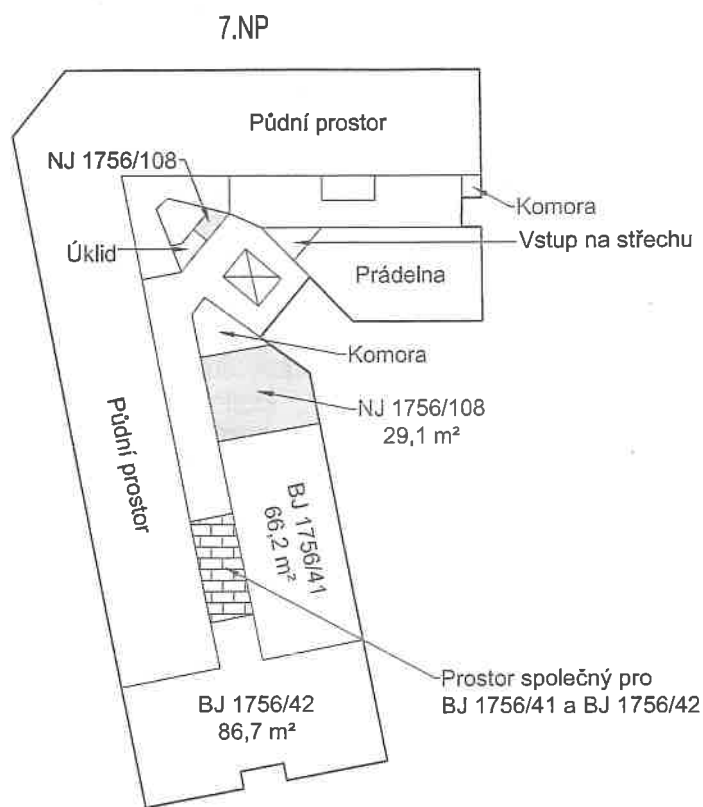 7.NP
Půdní prostor
NJ 1756/108
Komora
Úklid
Vstup na střechu
Prádelna
Komora
NJ 1756/108
29,1 m²
Půdní prostor
BJ 1756/41
66,2 m²
Prostor společný pro
BJ 1756/41 a BJ 1756/42
BJ 1756/42
86,7 m²